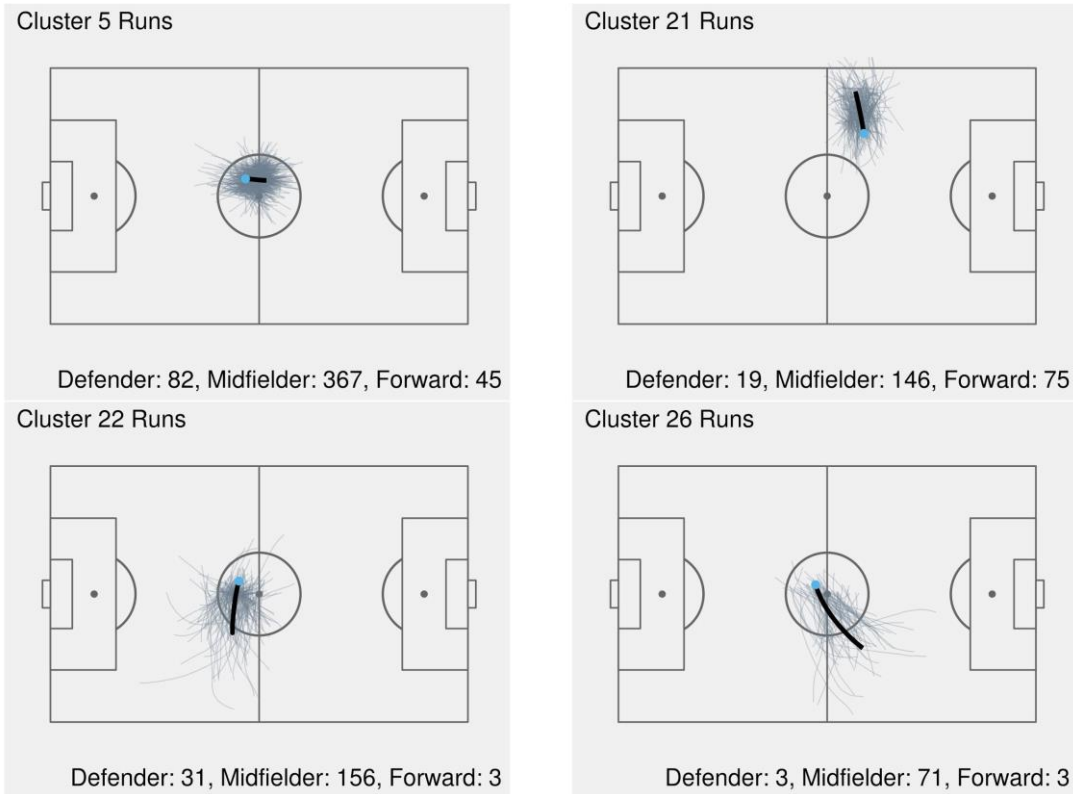 Cluster 5 Runs
Defender: 82, Midfielder: 367, Forward: 45
Cluster 21 Runs
Defender: 19, Midfielder: 146, Forward: 75
Cluster 22 Runs
Defender: 31, Midfielder: 156, Forward: 3
Cluster 26 Runs
Defender: 3, Midfielder: 71, Forward: 3